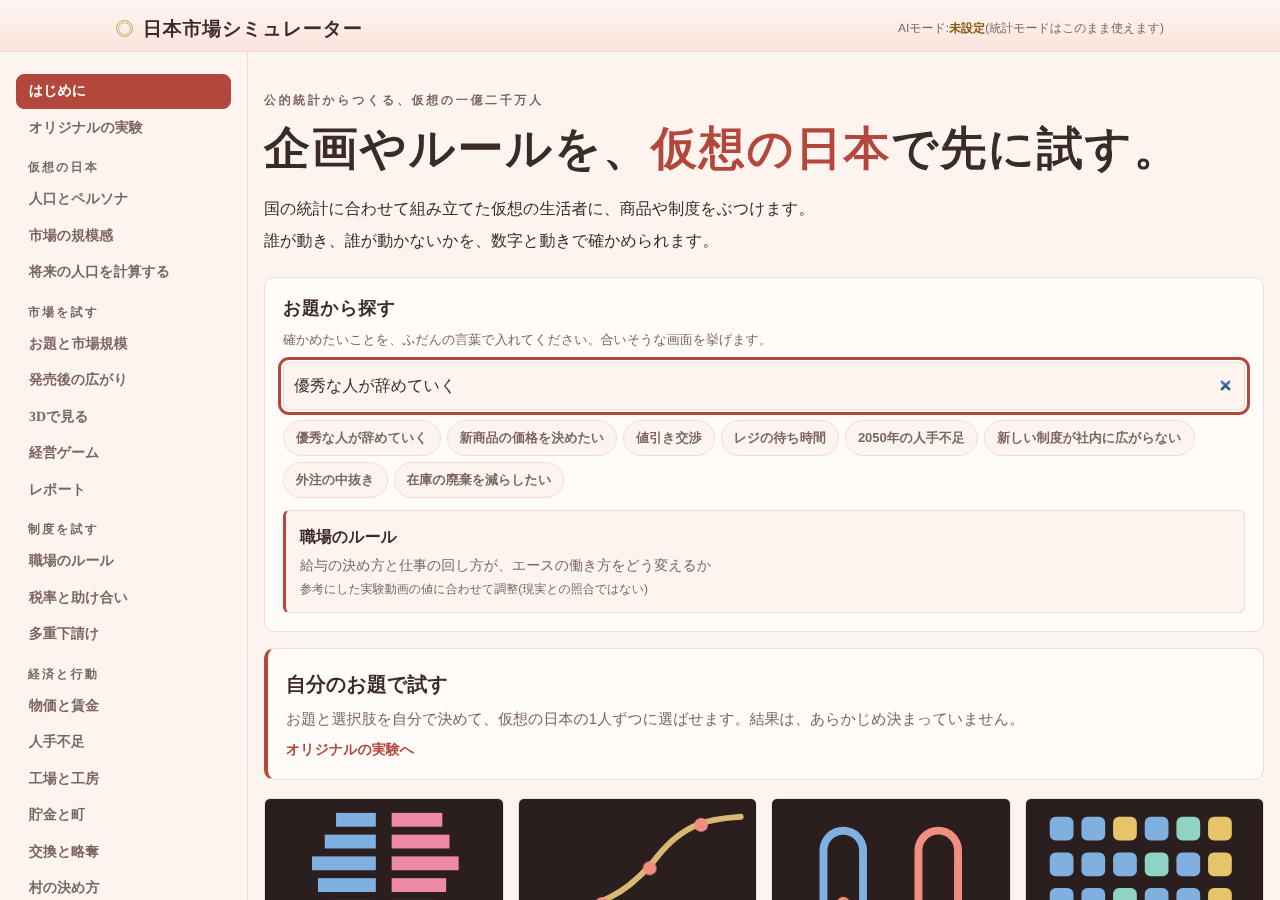 日本市場シミュレーター
AIモード:未設定(統計モードはこのまま使えます)
はじめに
オリジナルの実験
仮想の日本
人口とペルソナ
市場の規模感
将来の人口を計算する
市場を試す
お題と市場規模
発売後の広がり
3Dで見る
経営ゲーム
レポート
制度を試す
職場のルール
税率と助け合い
多重下請け
経済と行動
物価と賃金
人手不足
工場と工房
貯金と町
交換と略奪
村の決め方
公的統計からつくる、仮想の一億二千万人
企画やルールを、仮想の日本で先に試す。
国の統計に合わせて組み立てた仮想の生活者に、商品や制度をぶつけます。
誰が動き、誰が動かないかを、数字と動きで確かめられます。
お題から探す
確かめたいことを、ふだんの言葉で入れてください。合いそうな画面を挙げます。
優秀な人が辞めていく
優秀な人が辞めていく 新商品の価格を決めたい 値引き交渉 レジの待ち時間 2050年の人手不足 新しい制度が社内に広がらない
外注の中抜き 在庫の廃棄を減らしたい
職場のルール
給与の決め方と仕事の回し方が、エースの働き方をどう変えるか
参考にした実験動画の値に合わせて調整(現実との照合ではない)
自分のお題で試す
お題と選択肢を自分で決めて、仮想の日本の1人ずつに選ばせます。結果は、あらかじめ決まっていません。
オリジナルの実験へ